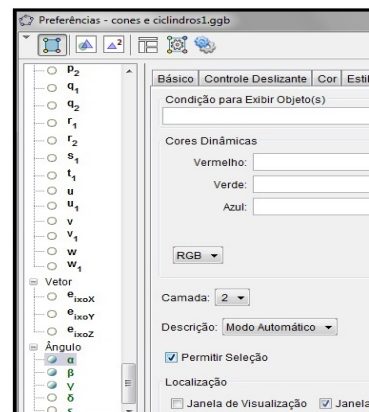 Preferências - cones e ciclindros1.ggb
p2
q1
q2
r1
r2
s1
t1
u
u1
v
v1
w
w1
Vetor
eixoX
eixoY
eixoZ
Ângulo
α
β
γ
δ
ε
Básico Controle Deslizante Cor Estil
Condição para Exibir Objeto(s)
Cores Dinâmicas
Vermelho:
Verde:
Azul:
RGB
Camada: 2
Descrição: Modo Automático
Permitir Seleção
Localização
Janela de Visualização Janela